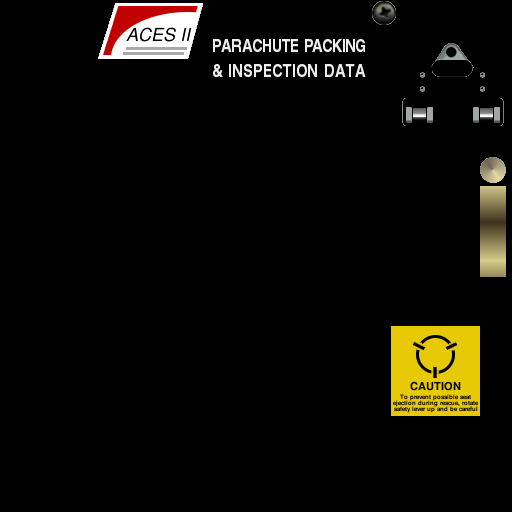 ACES II
PARACHUTE PACKING
& INSPECTION DATA
CAUTION
To prevent possible seat
ejection during rescue, rotate
safety lever up and be careful